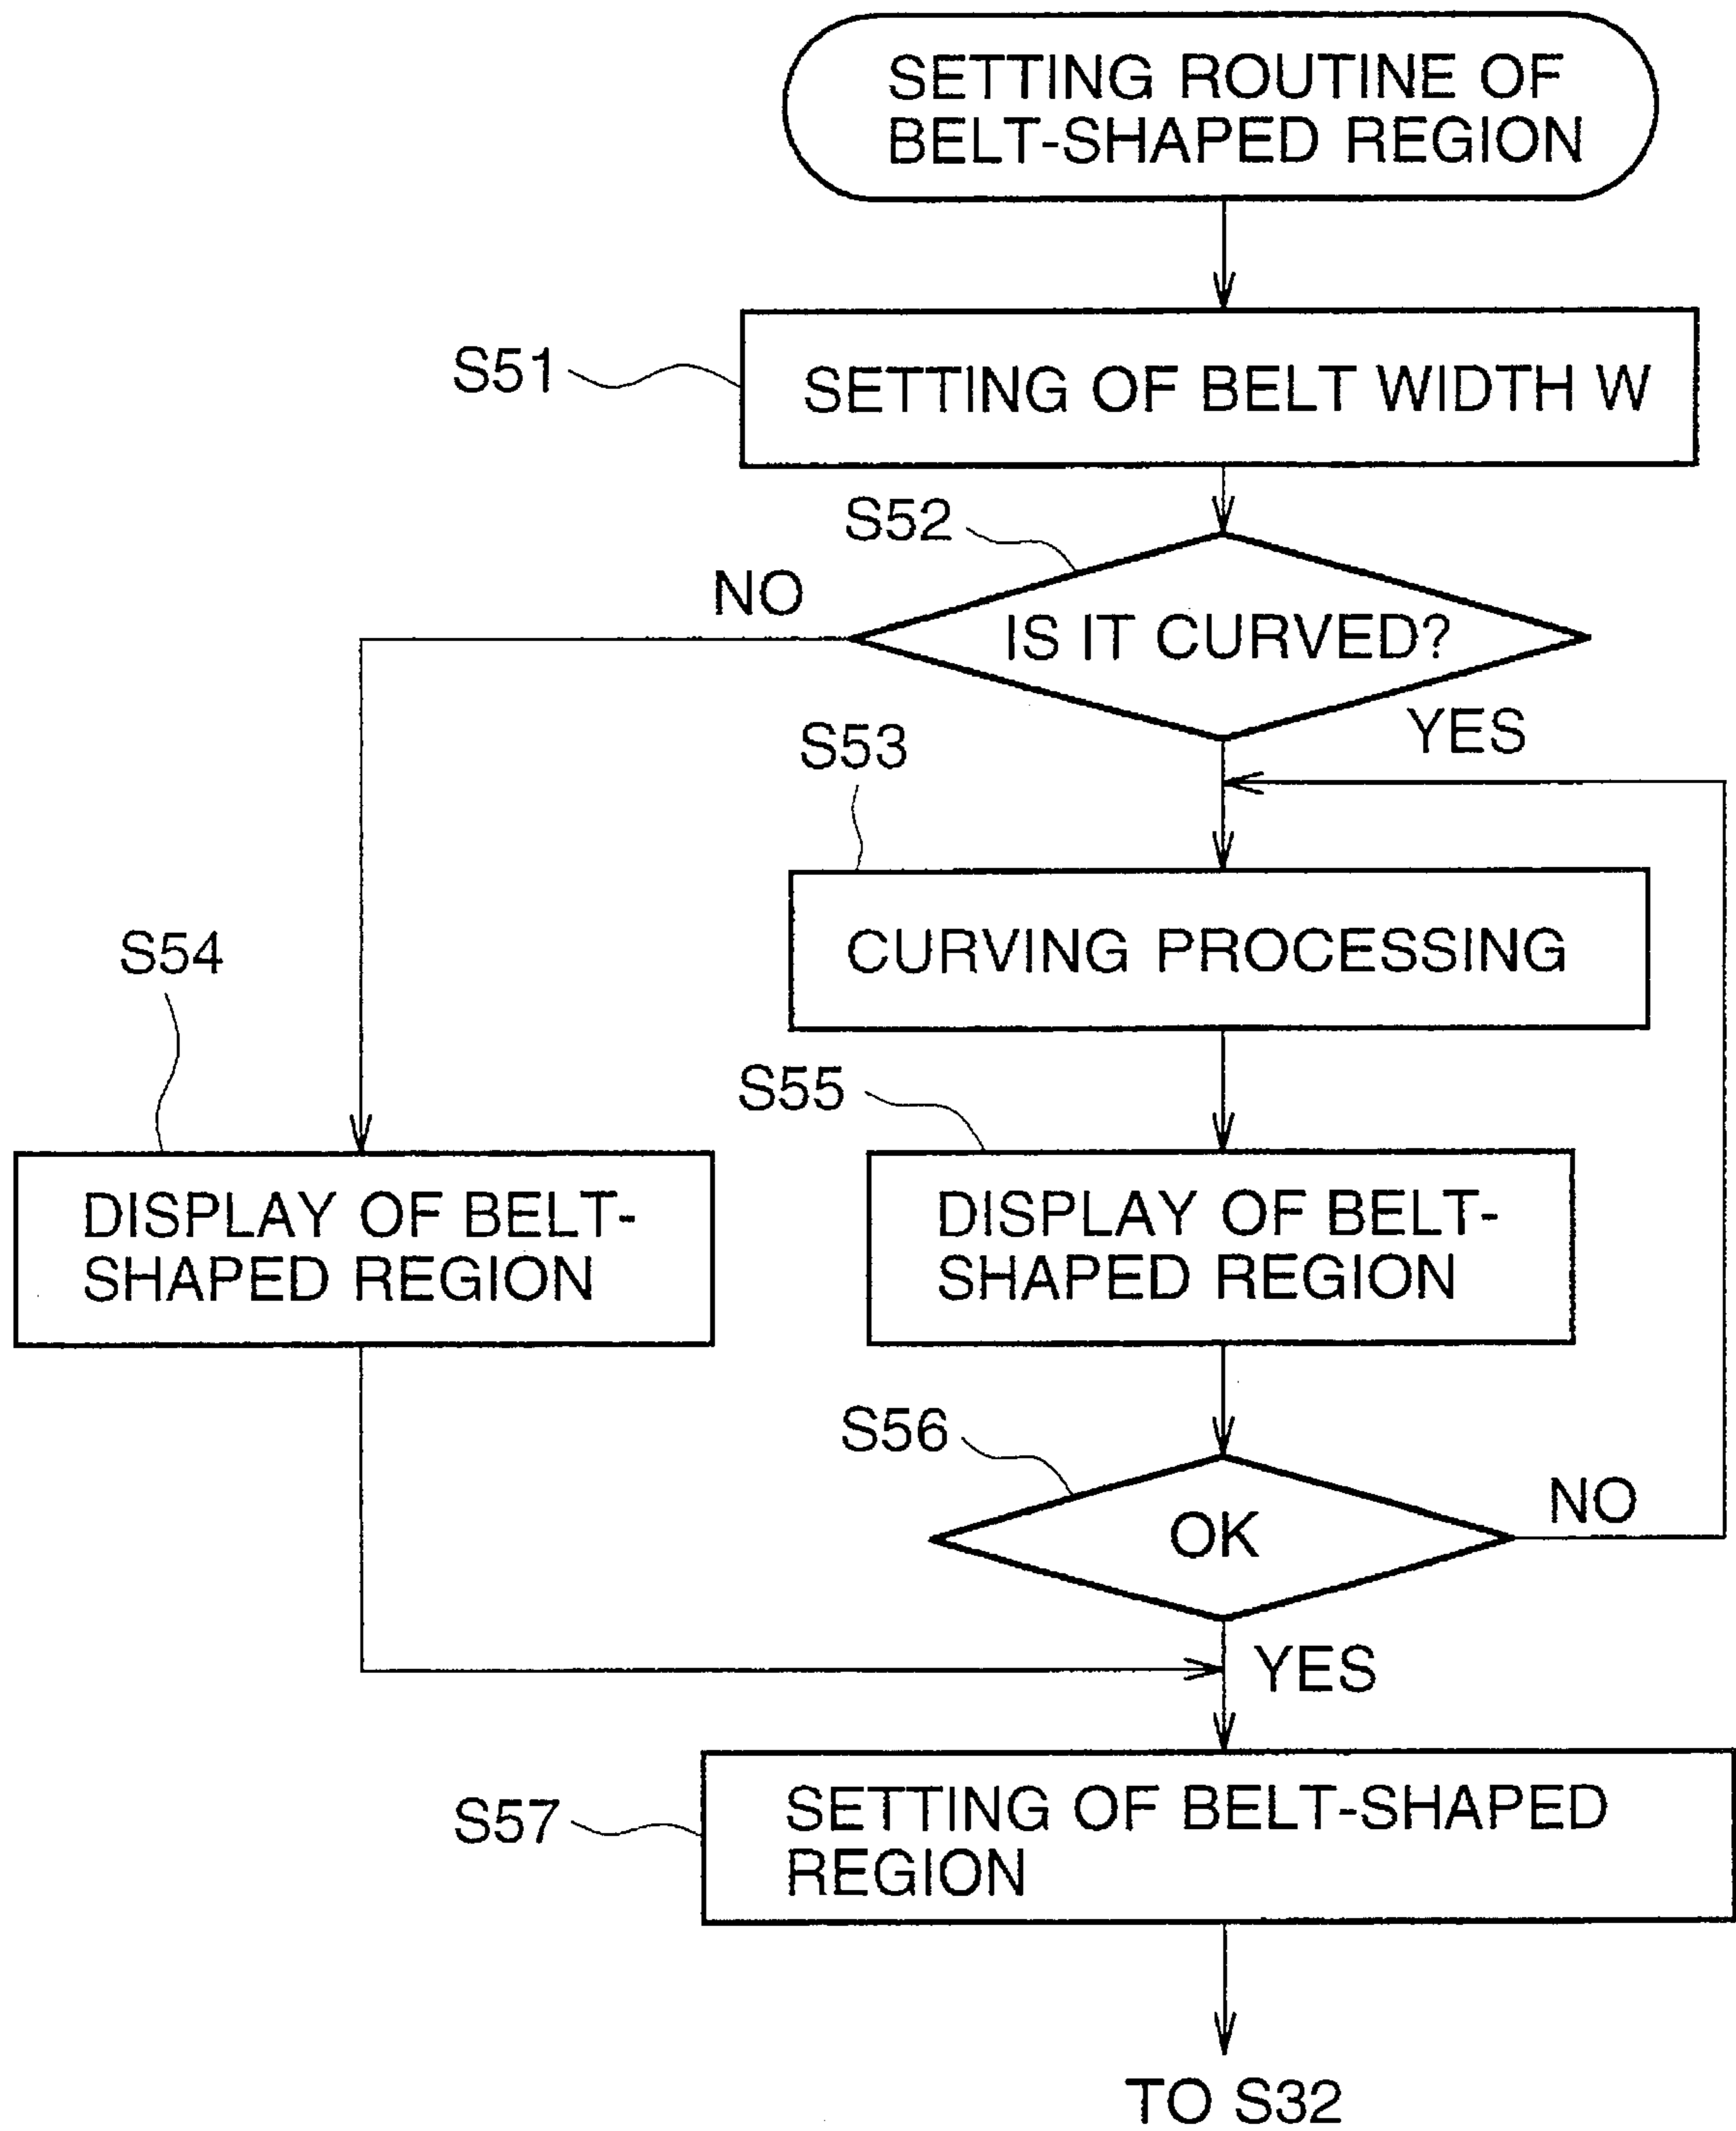 SETTING ROUTINE OF
BELT-SHAPED REGION
S51
SETTING OF BELT WIDTH W
S52
NO
IS IT CURVED?
YES
S53
CURVING PROCESSING
S54
DISPLAY OF BELT-
SHAPED REGION
S55
DISPLAY OF BELT-
SHAPED REGION
S56
OK
NO
YES
S57
SETTING OF BELT-SHAPED
REGION
TO S32